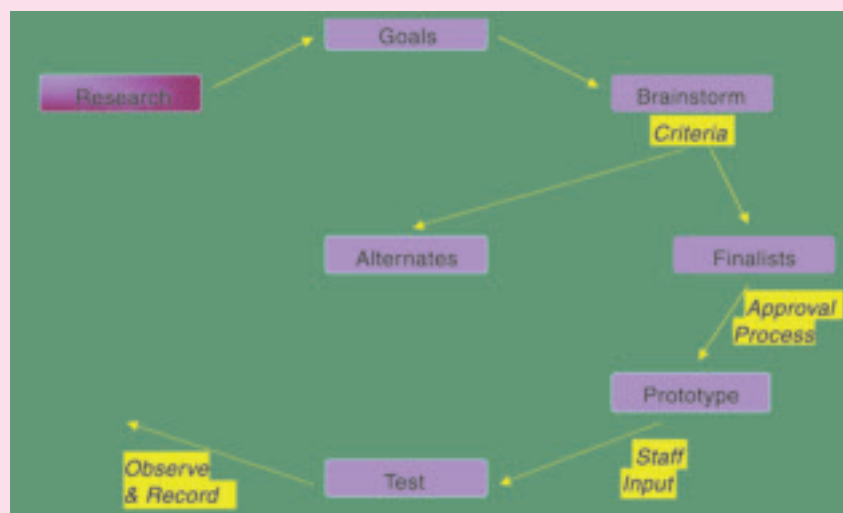 Goals
Research
Brainstorm
Criteria
Alternates
Finalists
Approval
Process
Prototype
Staff
Input
Test
Observe
& Record